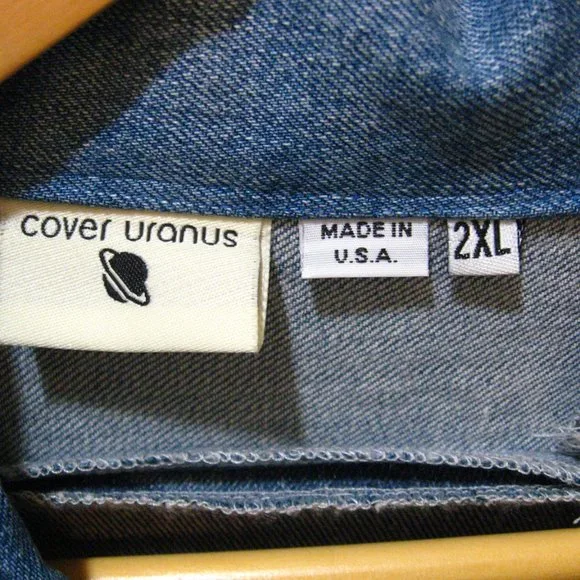 cover uranus
MADE IN
U.S.A.
2XL